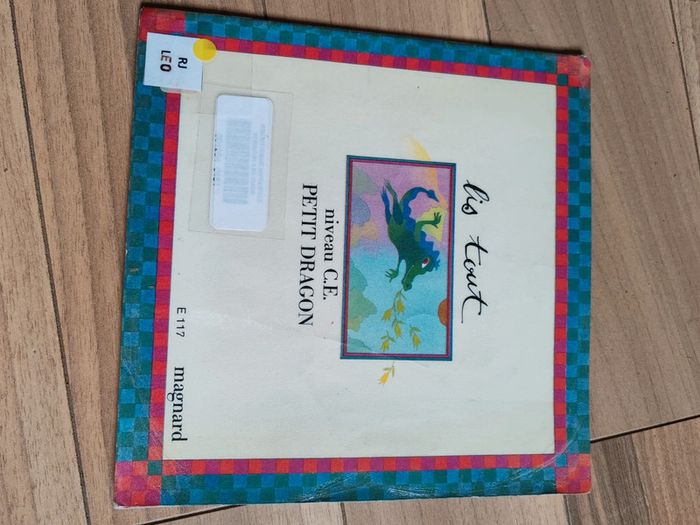 RJ
LEO
lis tout
niveau C.E.
PETIT DRAGON
E 117
magnard